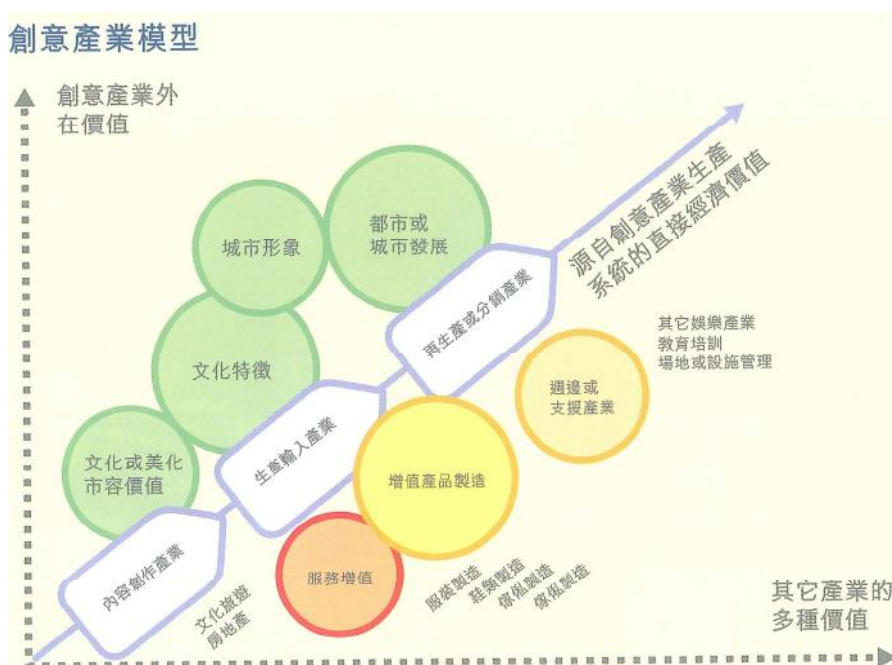 創意產業模型
創意產業外
在價值
源自創意產業生產
系統的直接經濟價值
都市或
城市發展
城市形象
再生產或分銷產業
其它娛樂產業
教育培訓
場地或設施管理
文化特徵
週邊或
支援產業
生產輸入產業
文化或美化
市容價值
增值產品製造
內容創作產業
服務增值
文化旅遊
房地產
服裝製造
鞋類製造
傢俬製造
傢俬製造
其它產業的
多種價值